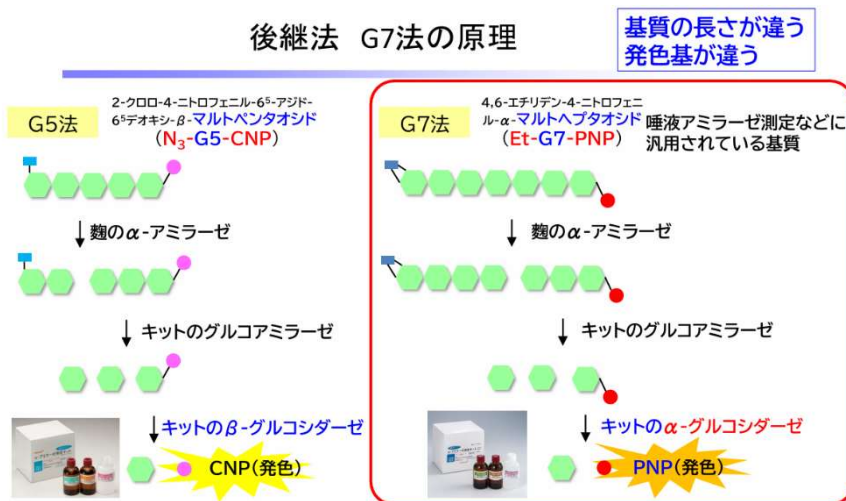 後継法 G7法の原理
基質の長さが違う
発色基が違う
G5法
2-クロロ-4-ニトロフェニル-6⁵-アジド-
6⁵デオキシ-β-マルトペンタオシド
(N₃-G5-CNP)
↓麹のα-アミラーゼ
↓キットのグルコアミラーゼ
↓キットのβ-グルコシダーゼ
CNP(発色)
G7法
4,6-エチリデン-4-ニトロフェニ
ル-α-マルトヘプタオシド
(Et-G7-PNP)
唾液アミラーゼ測定などに
汎用されている基質
↓麹のα-アミラーゼ
↓キットのグルコアミラーゼ
↓キットのα-グルコシダーゼ
PNP(発色)